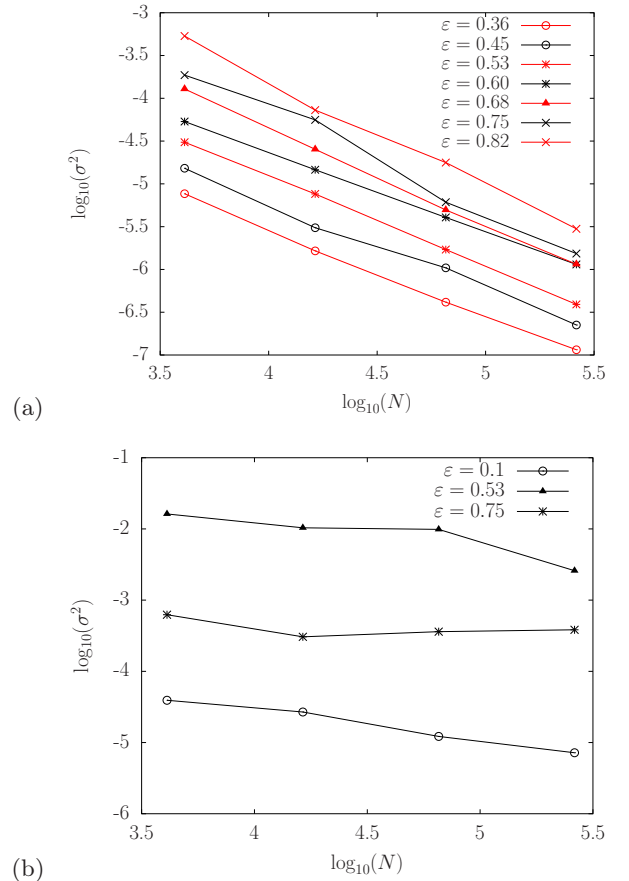 -3
-3.5
-4
-4.5
-5
-5.5
-6
-6.5
-7
log₁₀(σ²)
ε = 0.36
ε = 0.45
ε = 0.53
ε = 0.60
ε = 0.68
ε = 0.75
ε = 0.82
3.5 4 4.5 5 5.5
log₁₀(N)
(a)
-1
-2
-3
-4
-5
-6
log₁₀(σ²)
ε = 0.1
ε = 0.53
ε = 0.75
3.5 4 4.5 5 5.5
log₁₀(N)
(b)